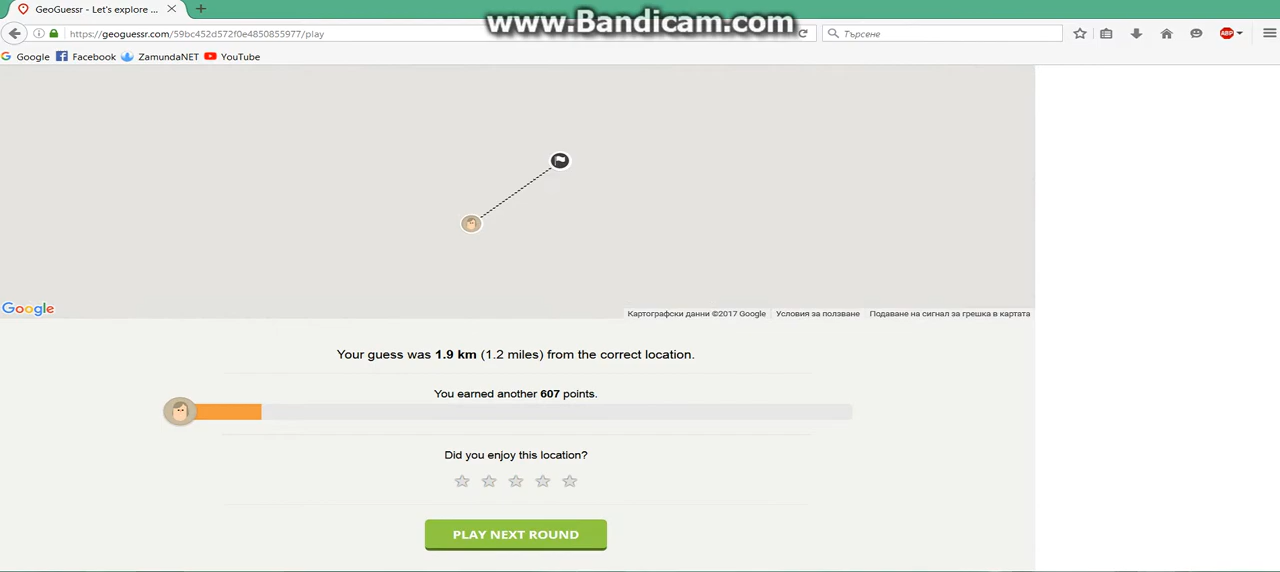 www.Bandicam.com
GeoGuessr - Let's explore ...
https://geoguessr.com/59bc452d572f0e4850855977/play
Търсене
ABP
G Google
Facebook
ZamundaNET
YouTube
Google
Картографски данни ©2017 Google
Условия за ползване
Подаване на сигнал за грешка в картата
Your guess was 1.9 km (1.2 miles) from the correct location.
You earned another 607 points.
Did you enjoy this location?
PLAY NEXT ROUND